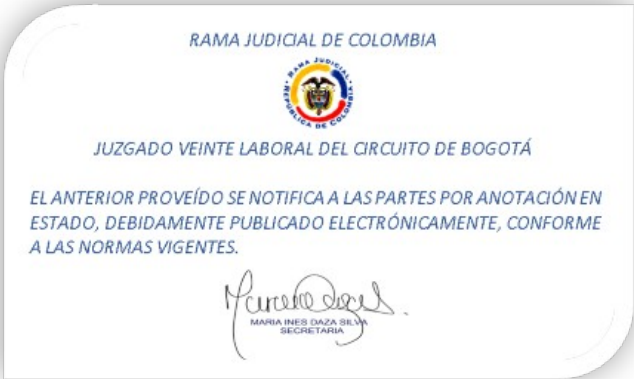 RAMA JUDICIAL DE COLOMBIA
RAMA JUDICIAL
REPÚBLICA DE COLOMBIA
JUZGADO VEINTE LABORAL DEL CIRCUITO DE BOGOTÁ
EL ANTERIOR PROVEÍDO SE NOTIFICA A LAS PARTES POR ANOTACIÓN EN
ESTADO, DEBIDAMENTE PUBLICADO ELECTRÓNICAMENTE, CONFORME
A LAS NORMAS VIGENTES.
MARIA INES DAZA SILVA
SECRETARIA